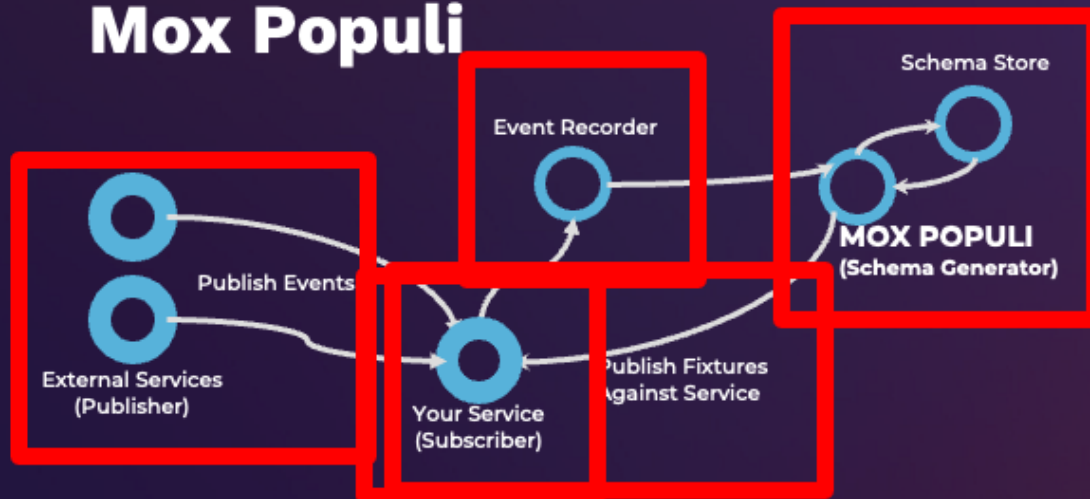 Mox Populi
Schema Store
Event Recorder
MOX POPULI
(Schema Generator)
Publish Events
External Services
(Publisher)
Your Service
(Subscriber)
Publish Fixtures
Against Service